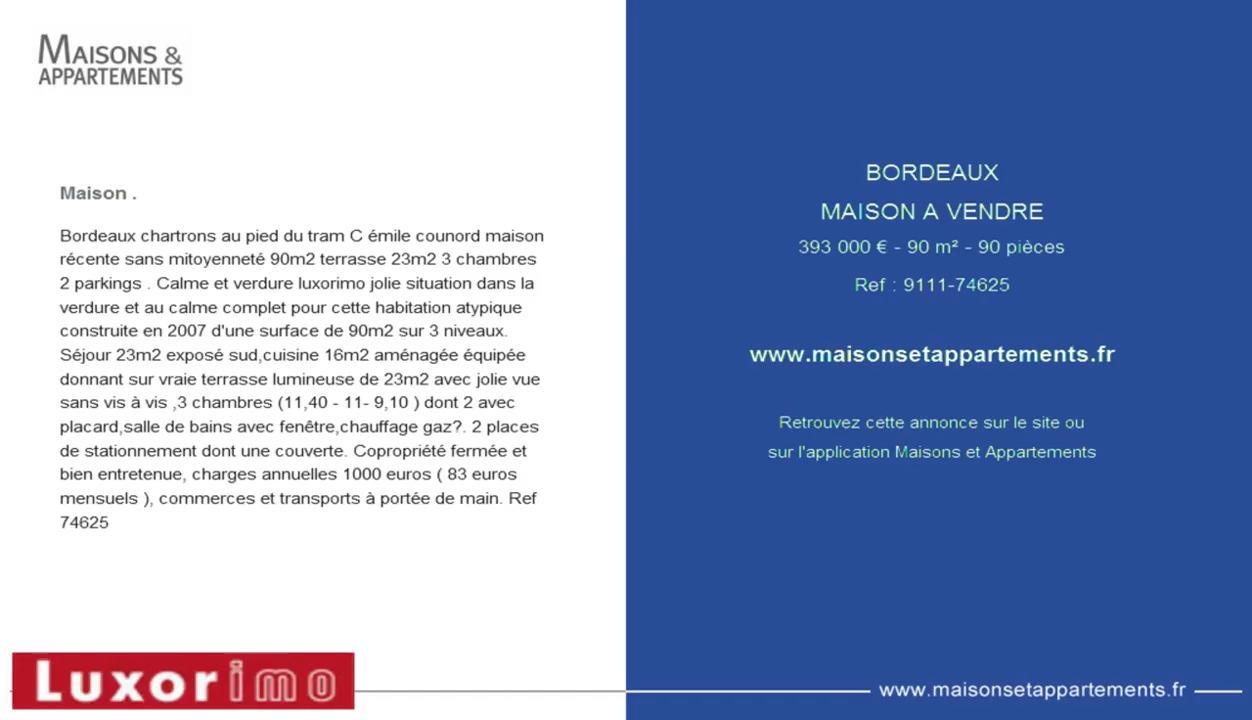 MAISONS &
APPARTEMENTS
Maison .
Bordeaux chartrons au pied du tram C émile counord maison
récente sans mitoyenneté 90m2 terrasse 23m2 3 chambres
2 parkings . Calme et verdure luxorimo jolie situation dans la
verdure et au calme complet pour cette habitation atypique
construite en 2007 d'une surface de 90m2 sur 3 niveaux.
Séjour 23m2 exposé sud,cuisine 16m2 aménagée équipée
donnant sur vraie terrasse lumineuse de 23m2 avec jolie vue
sans vis à vis ,3 chambres (11,40 - 11- 9,10 ) dont 2 avec
placard,salle de bains avec fenêtre,chauffage gaz?. 2 places
de stationnement dont une couverte. Copropriété fermée et
bien entretenue, charges annuelles 1000 euros ( 83 euros
mensuels ), commerces et transports à portée de main. Ref
74625
Luxorimo
BORDEAUX
MAISON A VENDRE
393 000 € - 90 m² - 90 pièces
Ref : 9111-74625
www.maisonsetappartements.fr
Retrouvez cette annonce sur le site ou
sur l'application Maisons et Appartements
www.maisonsetappartements.fr